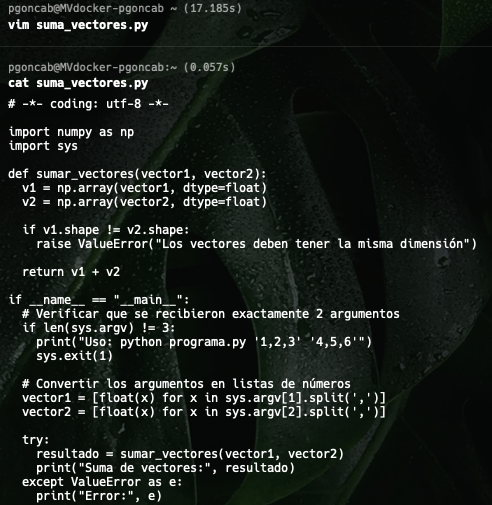 pgoncab@MVdocker-pgoncab ~ (17.185s)
vim suma_vectores.py
pgoncab@MVdocker-pgoncab:~ (0.057s)
cat suma_vectores.py
# -*- coding: utf-8 -*-
import numpy as np
import sys
def sumar_vectores(vector1, vector2):
  v1 = np.array(vector1, dtype=float)
  v2 = np.array(vector2, dtype=float)
  if v1.shape != v2.shape:
    raise ValueError("Los vectores deben tener la misma dimensión")
  return v1 + v2
if __name__ == "__main__":
  # Verificar que se recibieron exactamente 2 argumentos
  if len(sys.argv) != 3:
    print("Uso: python programa.py '1,2,3' '4,5,6'")
    sys.exit(1)
  # Convertir los argumentos en listas de números
  vector1 = [float(x) for x in sys.argv[1].split(',')]
  vector2 = [float(x) for x in sys.argv[2].split(',')]
  try:
    resultado = sumar_vectores(vector1, vector2)
    print("Suma de vectores:", resultado)
  except ValueError as e:
    print("Error:", e)